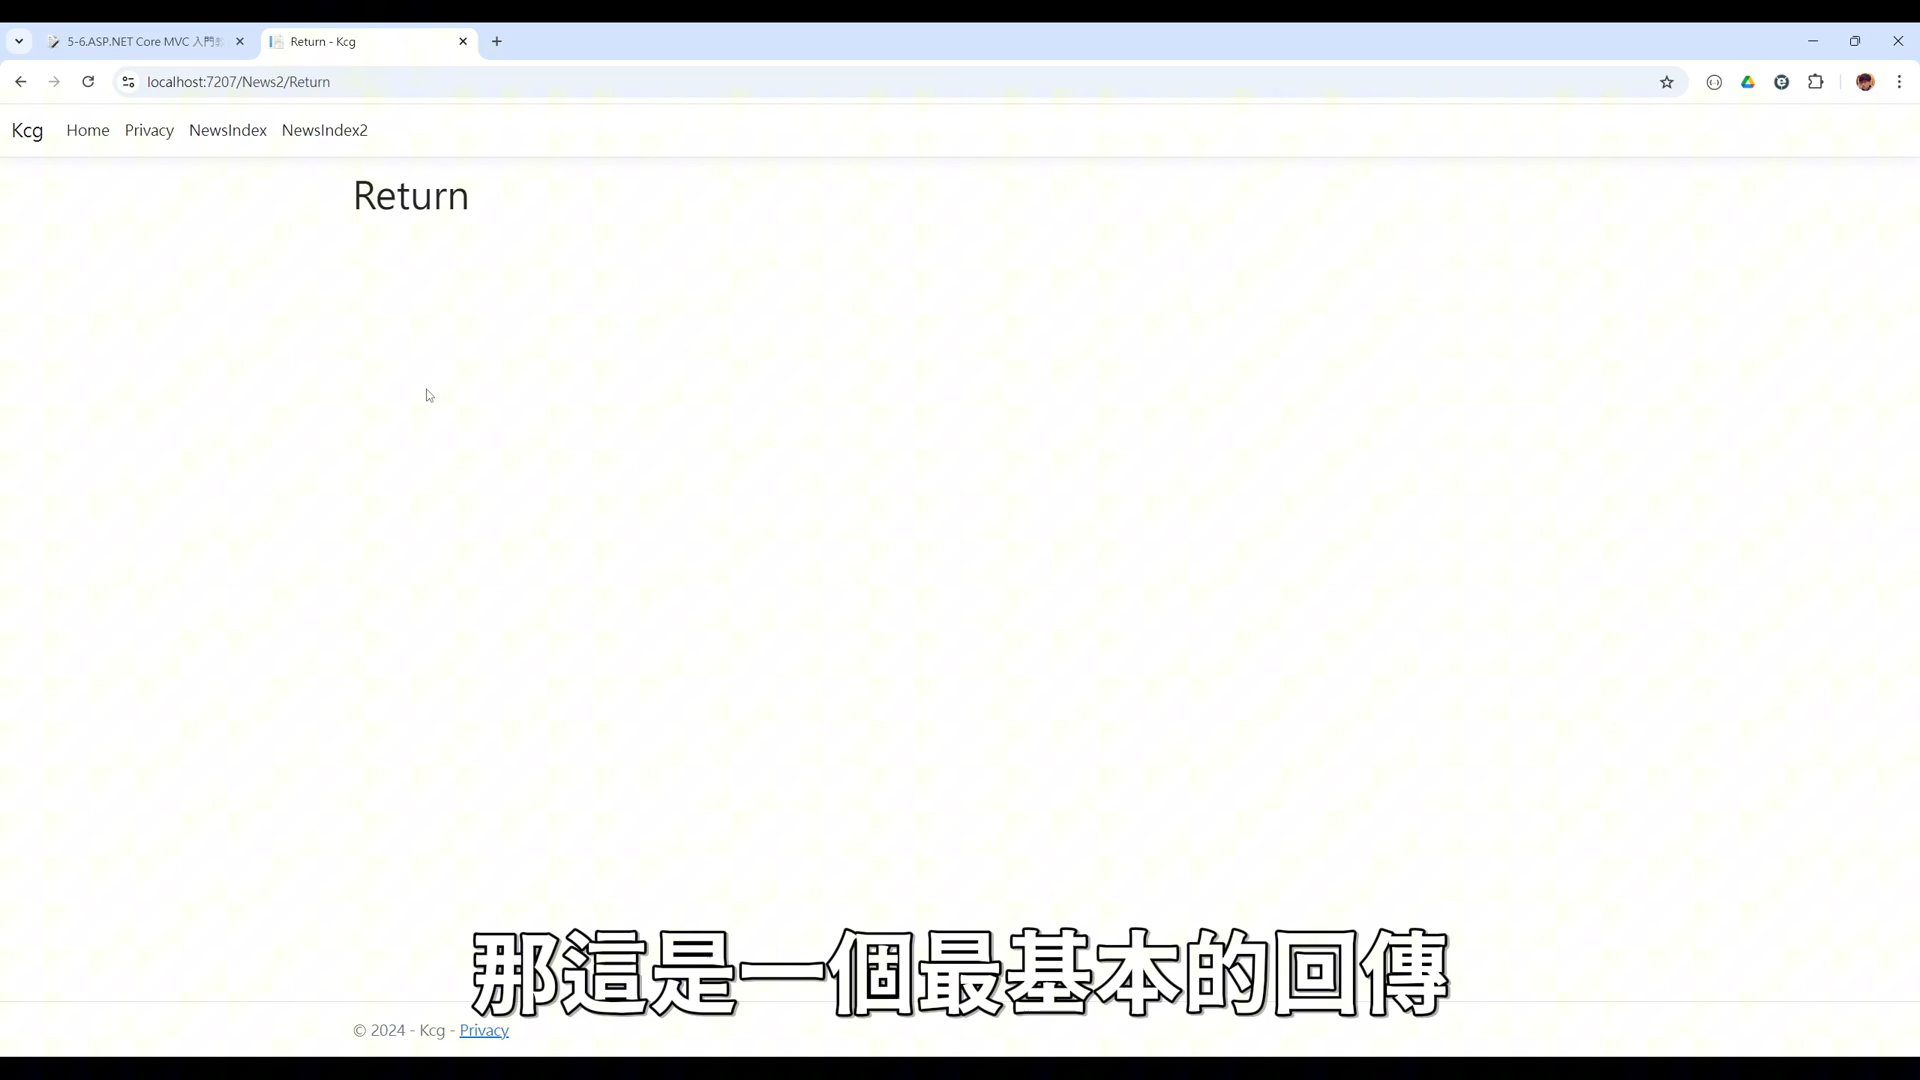 5-6.ASP.NET Core MVC 入門
Return - Kcg
localhost:7207/News2/Return
Kcg Home Privacy NewsIndex NewsIndex2
Return
那這是一個最基本的回傳
© 2024 - Kcg - Privacy